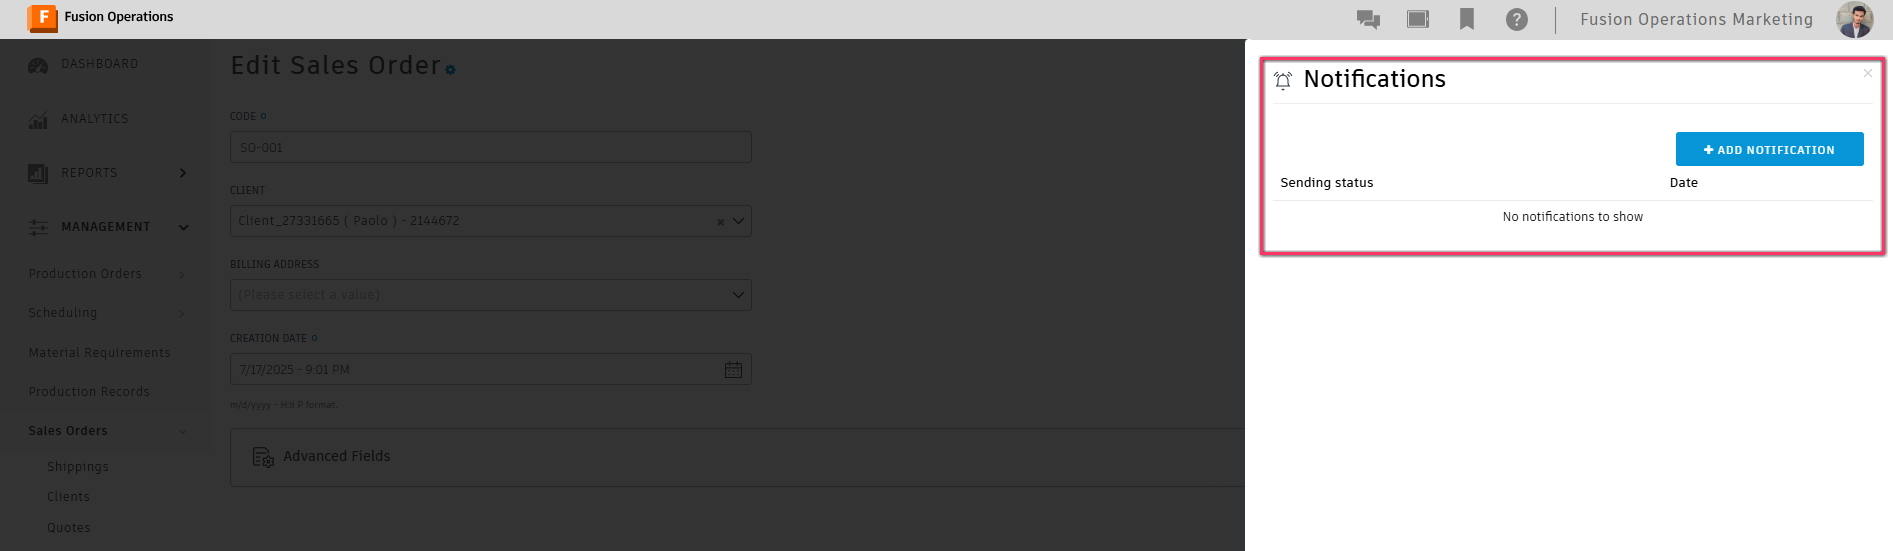 Fusion Operations
Fusion Operations Marketing
DASHBOARD
ANALYTICS
REPORTS
MANAGEMENT
Production Orders
Scheduling
Material Requirements
Production Records
Sales Orders
Shippings
Clients
Quotes
Edit Sales Order
CODE
SO-001
CLIENT
Client_27331665 ( Paolo ) - 2144672
BILLING ADDRESS
(Please select a value)
CREATION DATE
7/17/2025 - 9:01 PM
m/d/yyyy - H:ii P format.
Advanced Fields
Notifications
ADD NOTIFICATION
Sending status Date
No notifications to show